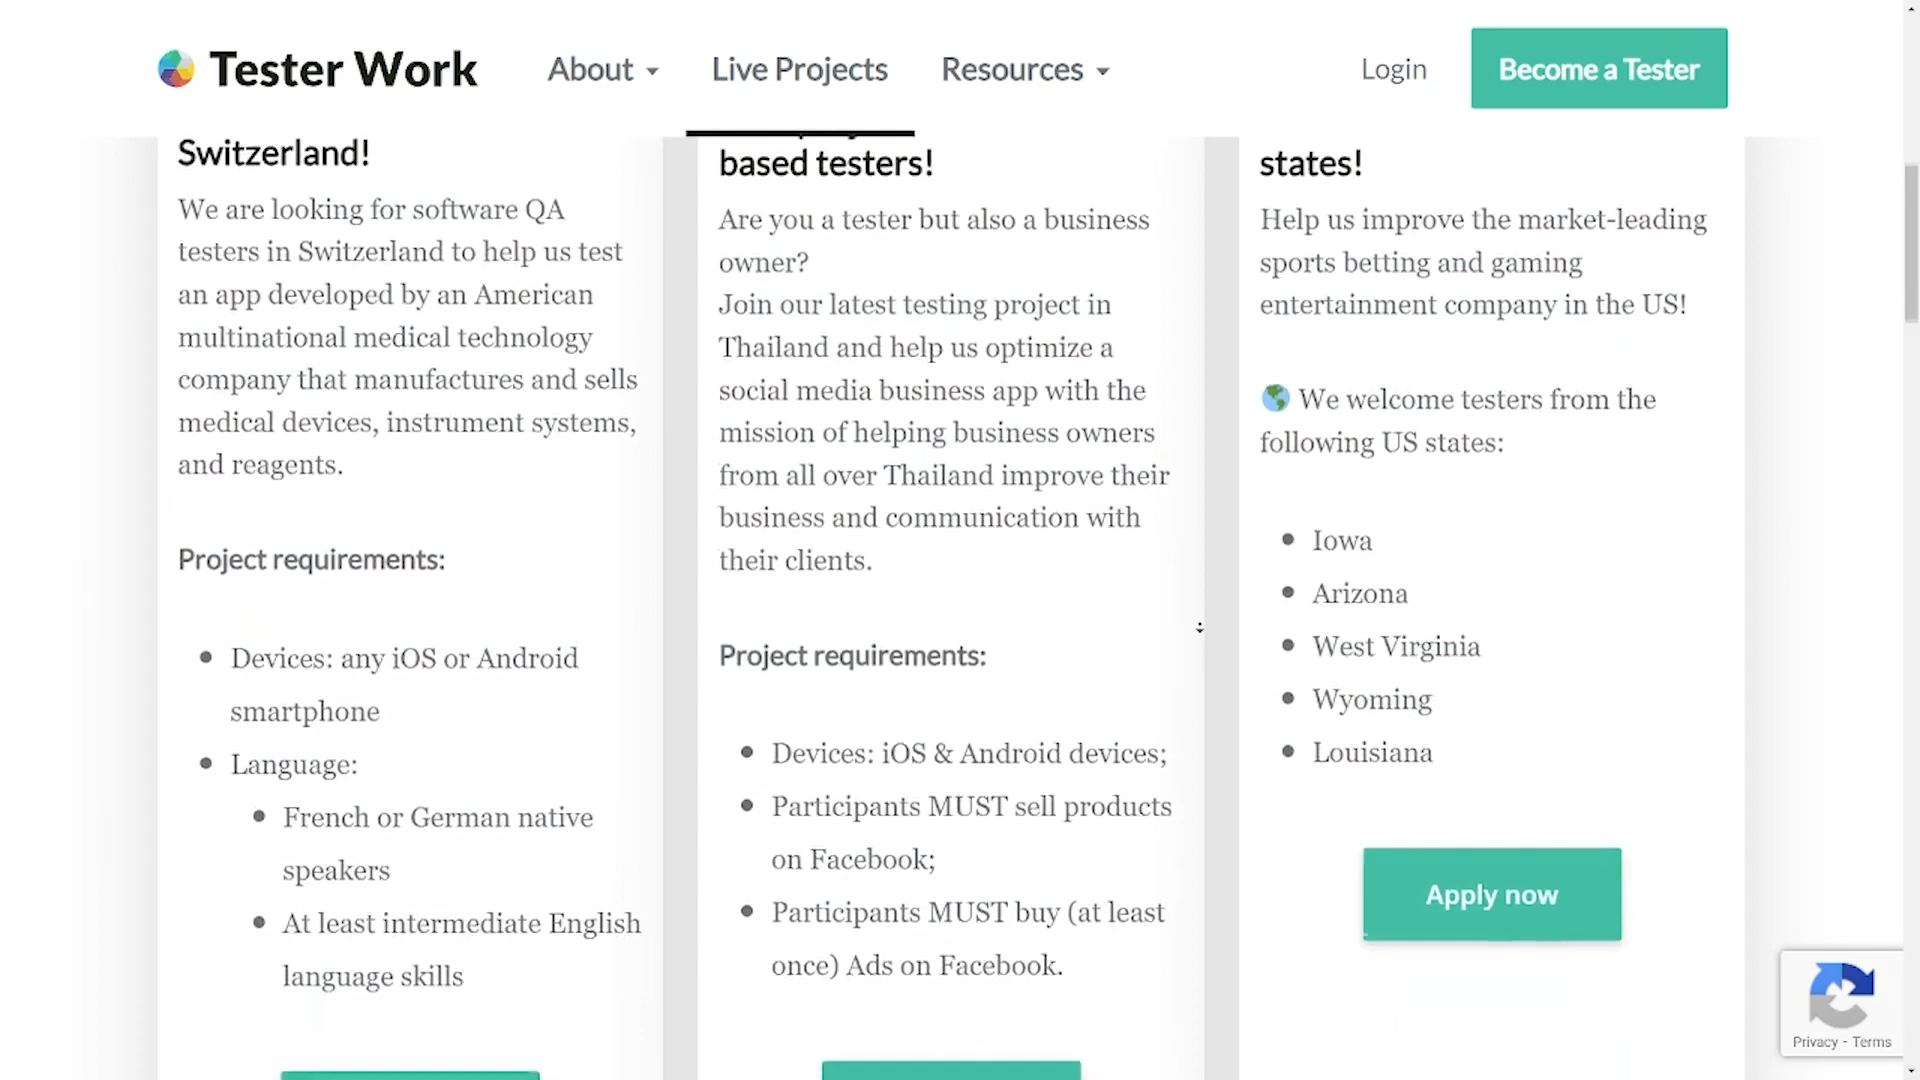 Tester Work
About
Live Projects
Resources
Login
Become a Tester
Switzerland!
We are looking for software QA
testers in Switzerland to help us test
an app developed by an American
multinational medical technology
company that manufactures and sells
medical devices, instrument systems,
and reagents.
Project requirements:
Devices: any iOS or Android
smartphone
Language:
French or German native
speakers
At least intermediate English
language skills
based testers!
Are you a tester but also a business
owner?
Join our latest testing project in
Thailand and help us optimize a
social media business app with the
mission of helping business owners
from all over Thailand improve their
business and communication with
their clients.
Project requirements:
Devices: iOS & Android devices;
Participants MUST sell products
on Facebook;
Participants MUST buy (at least
once) Ads on Facebook.
states!
Help us improve the market-leading
sports betting and gaming
entertainment company in the US!
We welcome testers from the
following US states:
Iowa
Arizona
West Virginia
Wyoming
Louisiana
Apply now
Privacy - Terms